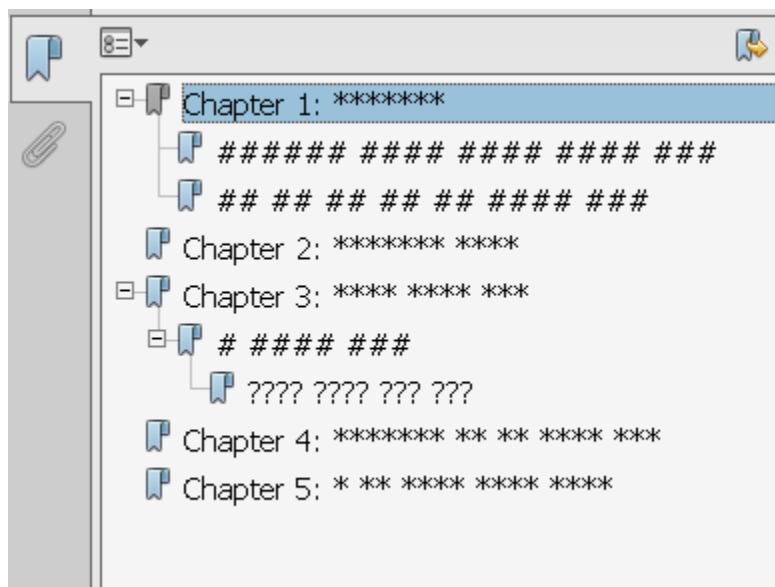 Chapter 1: *******
###### #### #### #### ###
## ## ## ## ## #### ###
Chapter 2: ******* ****
Chapter 3: **** **** ***
# #### ###
???? ???? ??? ???
Chapter 4: ******* ** ** **** ***
Chapter 5: * ** **** **** ****